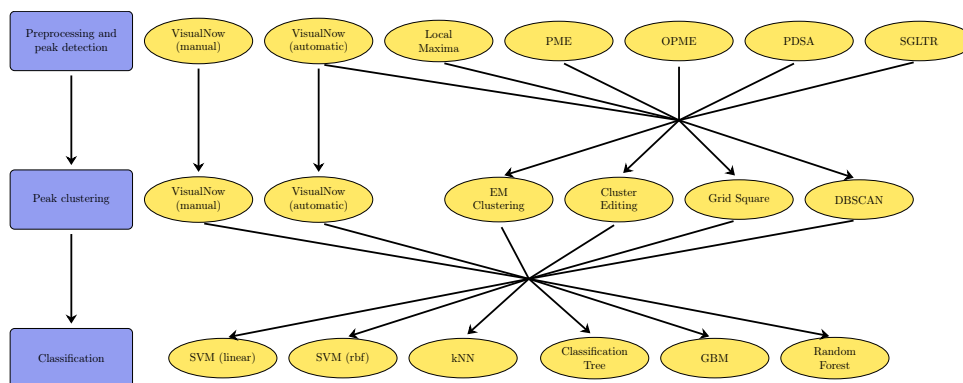 Preprocessing and
peak detection
VisualNow
(manual)
VisualNow
(automatic)
Local
Maxima
PME
OPME
PDSA
SGLTR
Peak clustering
VisualNow
(manual)
VisualNow
(automatic)
EM
Clustering
Cluster
Editing
Grid Square
DBSCAN
Classification
SVM (linear)
SVM (rbf)
kNN
Classification
Tree
GBM
Random
Forest